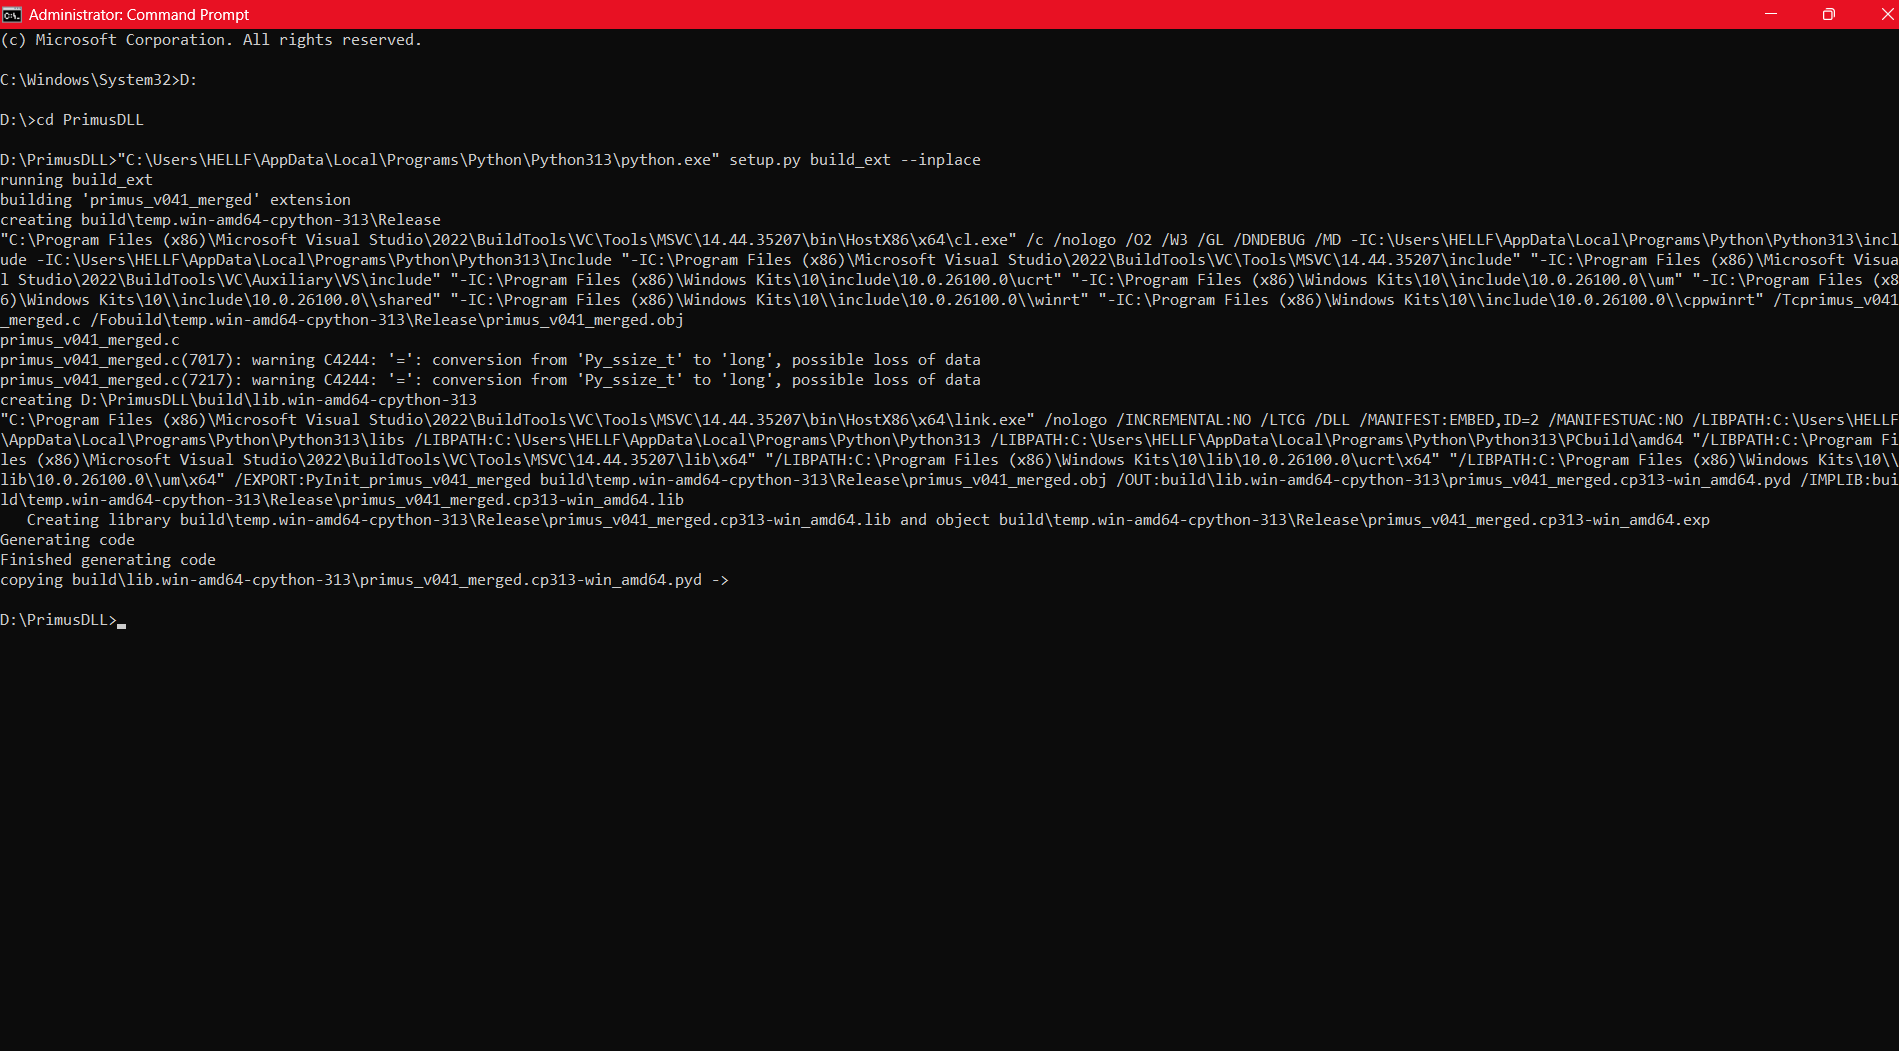 Administrator: Command Prompt
(c) Microsoft Corporation. All rights reserved.
C:\Windows\System32>D:
D:\>cd PrimusDLL
D:\PrimusDLL>"C:\Users\HELLF\AppData\Local\Programs\Python\Python313\python.exe" setup.py build_ext --inplace
running build_ext
building 'primus_v041_merged' extension
creating build\temp.win-amd64-cpython-313\Release
"C:\Program Files (x86)\Microsoft Visual Studio\2022\BuildTools\VC\Tools\MSVC\14.44.35207\bin\HostX86\x64\cl.exe" /c /nologo /O2 /W3 /GL /DNDEBUG /MD -IC:\Users\HELLF\AppData\Local\Programs\Python\Python313\incl
ude -IC:\Users\HELLF\AppData\Local\Programs\Python\Python313\Include "-IC:\Program Files (x86)\Microsoft Visual Studio\2022\BuildTools\VC\Tools\MSVC\14.44.35207\include" "-IC:\Program Files (x86)\Microsoft Visua
l Studio\2022\BuildTools\VC\Auxiliary\VS\include" "-IC:\Program Files (x86)\Windows Kits\10\include\10.0.26100.0\ucrt" "-IC:\Program Files (x86)\Windows Kits\10\\include\10.0.26100.0\\um" "-IC:\Program Files (x8
6)\Windows Kits\10\\include\10.0.26100.0\\shared" "-IC:\Program Files (x86)\Windows Kits\10\\include\10.0.26100.0\\winrt" "-IC:\Program Files (x86)\Windows Kits\10\\include\10.0.26100.0\\cppwinrt" /Tcprimus_v041
_merged.c /Fobuild\temp.win-amd64-cpython-313\Release\primus_v041_merged.obj
primus_v041_merged.c
primus_v041_merged.c(7017): warning C4244: '=': conversion from 'Py_ssize_t' to 'long', possible loss of data
primus_v041_merged.c(7217): warning C4244: '=': conversion from 'Py_ssize_t' to 'long', possible loss of data
creating D:\PrimusDLL\build\lib.win-amd64-cpython-313
"C:\Program Files (x86)\Microsoft Visual Studio\2022\BuildTools\VC\Tools\MSVC\14.44.35207\bin\HostX86\x64\link.exe" /nologo /INCREMENTAL:NO /LTCG /DLL /MANIFEST:EMBED,ID=2 /MANIFESTUAC:NO /LIBPATH:C:\Users\HELLF
\AppData\Local\Programs\Python\Python313\libs /LIBPATH:C:\Users\HELLF\AppData\Local\Programs\Python\Python313 /LIBPATH:C:\Users\HELLF\AppData\Local\Programs\Python\Python313\PCbuild\amd64 "/LIBPATH:C:\Program Fi
les (x86)\Microsoft Visual Studio\2022\BuildTools\VC\Tools\MSVC\14.44.35207\lib\x64" "/LIBPATH:C:\Program Files (x86)\Windows Kits\10\lib\10.0.26100.0\ucrt\x64" "/LIBPATH:C:\Program Files (x86)\Windows Kits\10\\
lib\10.0.26100.0\\um\x64" /EXPORT:PyInit_primus_v041_merged build\temp.win-amd64-cpython-313\Release\primus_v041_merged.obj /OUT:build\lib.win-amd64-cpython-313\primus_v041_merged.cp313-win_amd64.pyd /IMPLIB:bui
ld\temp.win-amd64-cpython-313\Release\primus_v041_merged.cp313-win_amd64.lib
   Creating library build\temp.win-amd64-cpython-313\Release\primus_v041_merged.cp313-win_amd64.lib and object build\temp.win-amd64-cpython-313\Release\primus_v041_merged.cp313-win_amd64.exp
Generating code
Finished generating code
copying build\lib.win-amd64-cpython-313\primus_v041_merged.cp313-win_amd64.pyd ->
D:\PrimusDLL>